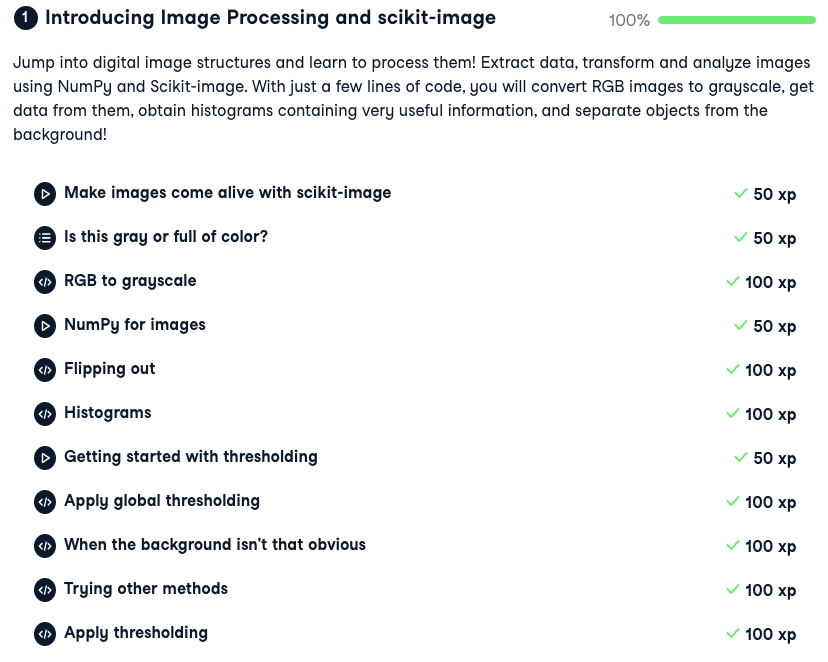 1 Introducing Image Processing and scikit-image 100%
Jump into digital image structures and learn to process them! Extract data, transform and analyze images
using NumPy and Scikit-image. With just a few lines of code, you will convert RGB images to grayscale, get
data from them, obtain histograms containing very useful information, and separate objects from the
background!
Make images come alive with scikit-image 50 xp
Is this gray or full of color? 50 xp
RGB to grayscale 100 xp
NumPy for images 50 xp
Flipping out 100 xp
Histograms 100 xp
Getting started with thresholding 50 xp
Apply global thresholding 100 xp
When the background isn't that obvious 100 xp
Trying other methods 100 xp
Apply thresholding 100 xp